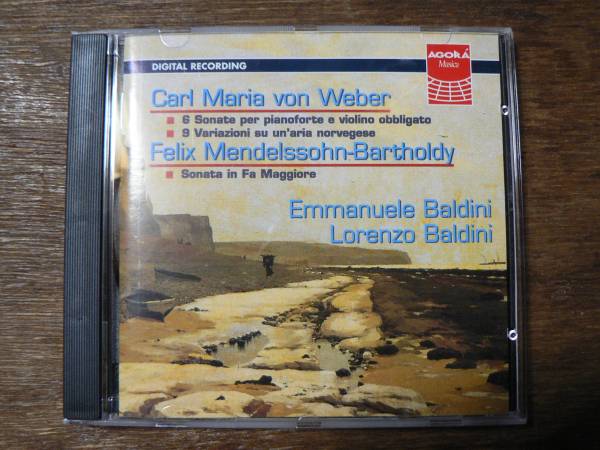 DIGITAL RECORDING
AGORÁ
Musica
Carl Maria von Weber
6 Sonate per pianoforte e violino obbligato
9 Variazioni su un'aria norvegese
Felix Mendelssohn-Bartholdy
Sonata in Fa Maggiore
Emmanuele Baldini
Lorenzo Baldini